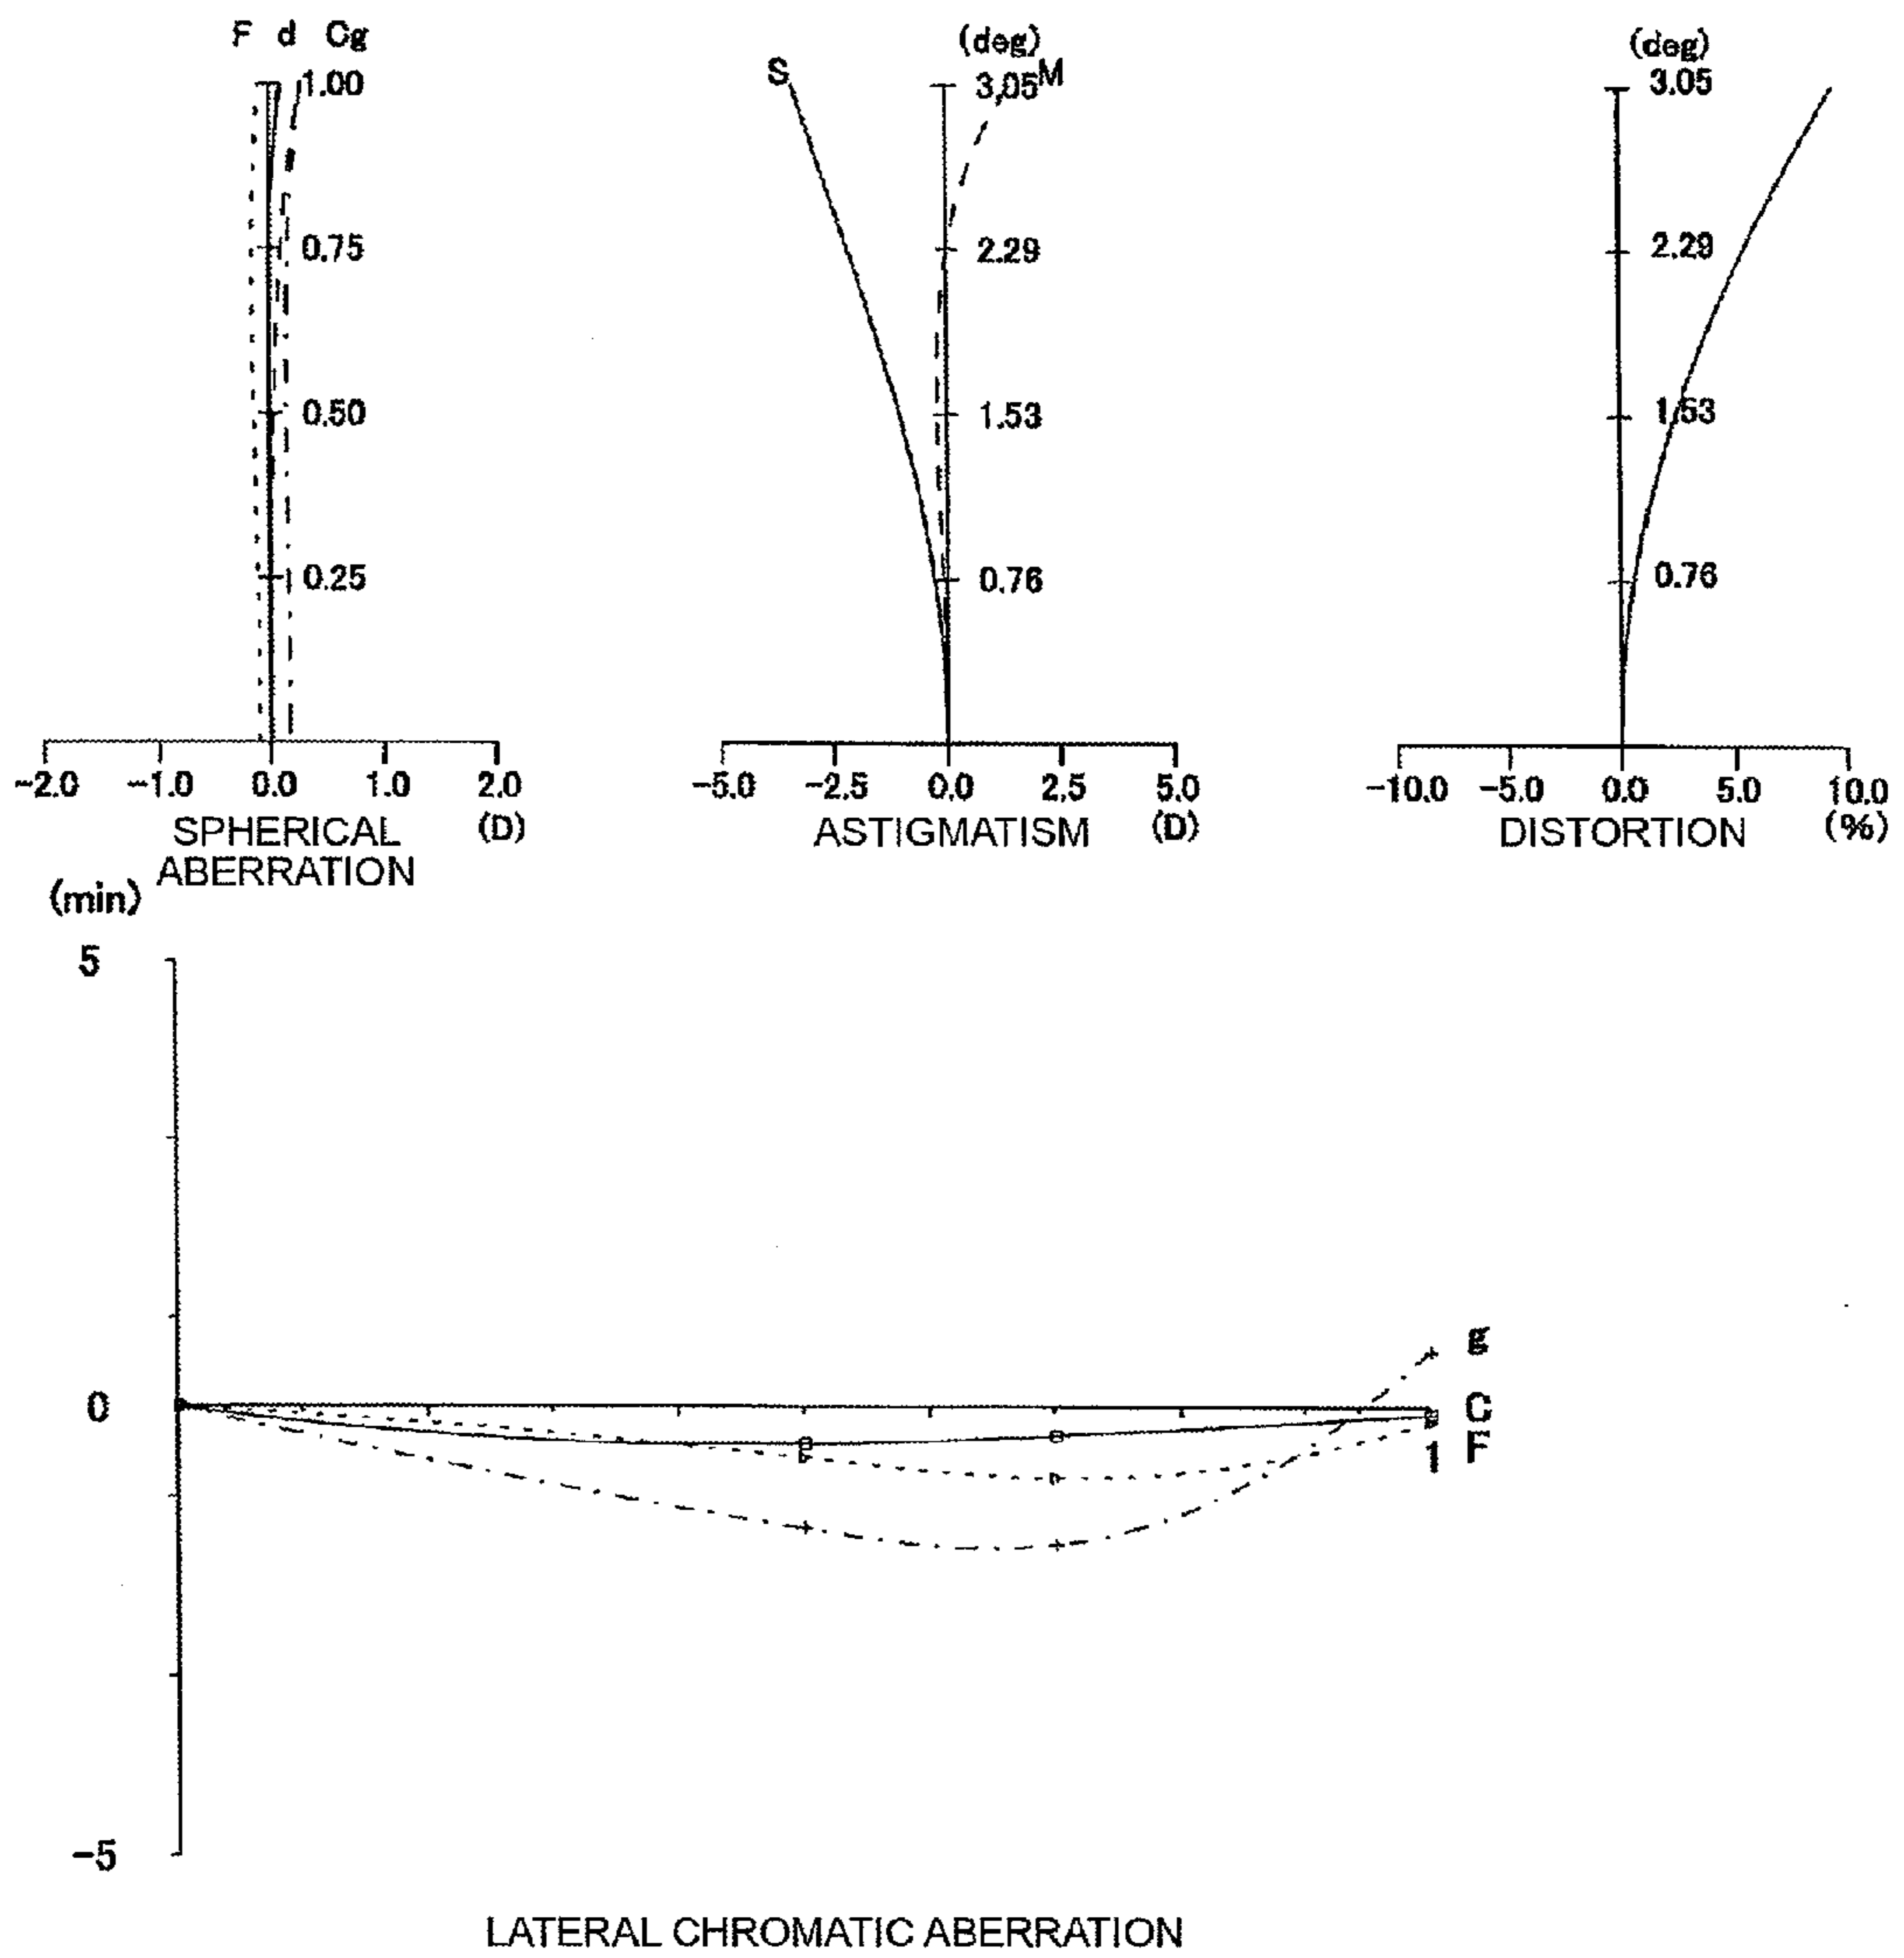 F d Cg
1.00
0.75
0.50
0.25
-2.0 -1.0 0.0 1.0 2.0
(D)
SPHERICAL
ABERRATION
(deg)
S 3,05 M
2.29
1.53
0.76
-5.0 -2.5 0.0 2.5 5.0
ASTIGMATISM (D)
(deg)
3.05
2.29
1.53
0.76
-10.0 -5.0 0.0 5.0 10.0
DISTORTION (%)
(min)
5
0
-5
g
C
F
1
LATERAL CHROMATIC ABERRATION